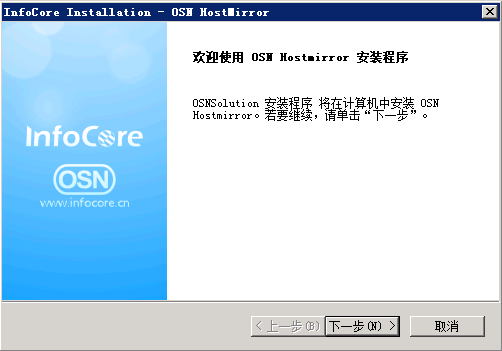 InfoCore Installation - OSN HostMirror
欢迎使用 OSN Hostmirror 安装程序
OSNSolution 安装程序 将在计算机中安装 OSN
Hostmirror。若要继续，请单击“下一步”。
InfoCore
OSN
www.infocore.cn
< 上一步(B)
下一步(N) >
取消